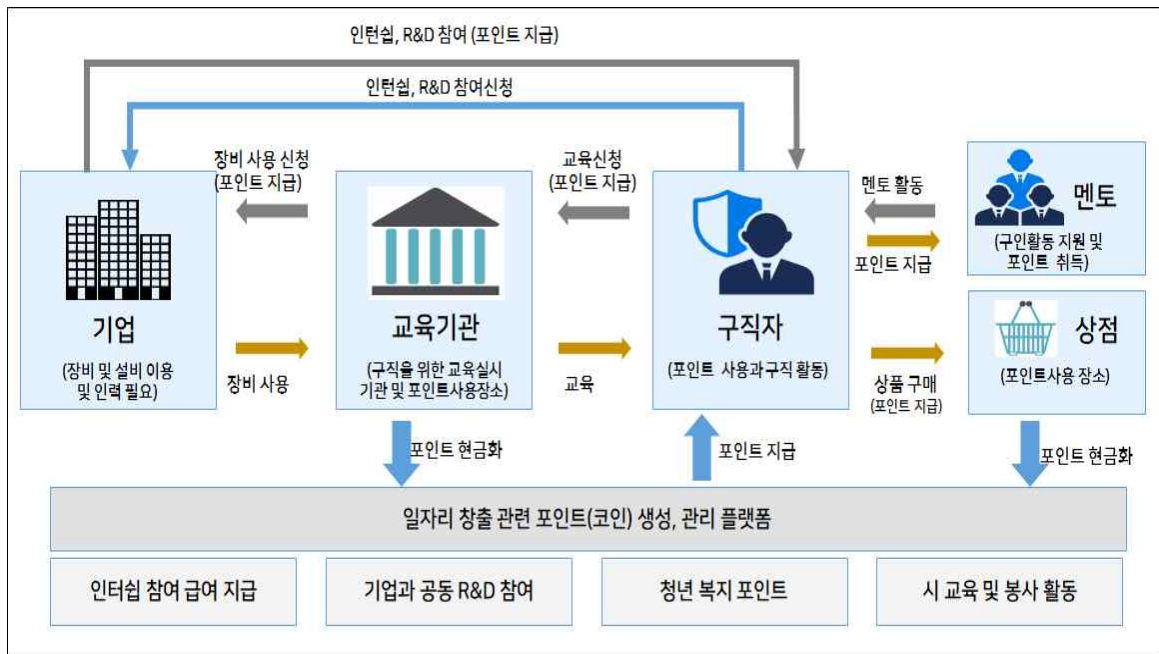 인턴쉽, R&D 참여 (포인트 지급)
인턴쉽, R&D 참여신청
장비 사용 신청
(포인트 지급)
교육신청
(포인트 지급)
멘토 활동
포인트 지급
멘토
(구인활동 지원 및
포인트 취득)
기업
(장비 및 설비 이용
및 인력 필요)
장비 사용
교육기관
(구직을 위한 교육실시
기관 및 포인트사용장소)
교육
구직자
(포인트 사용과구직 활동)
상품 구매
(포인트 지급)
상점
(포인트사용 장소)
포인트 현금화
포인트 지급
포인트 현금화
일자리 창출 관련 포인트(코인) 생성, 관리 플랫폼
인터쉽 참여 급여 지급
기업과 공동 R&D 참여
청년 복지 포인트
시 교육 및 봉사 활동